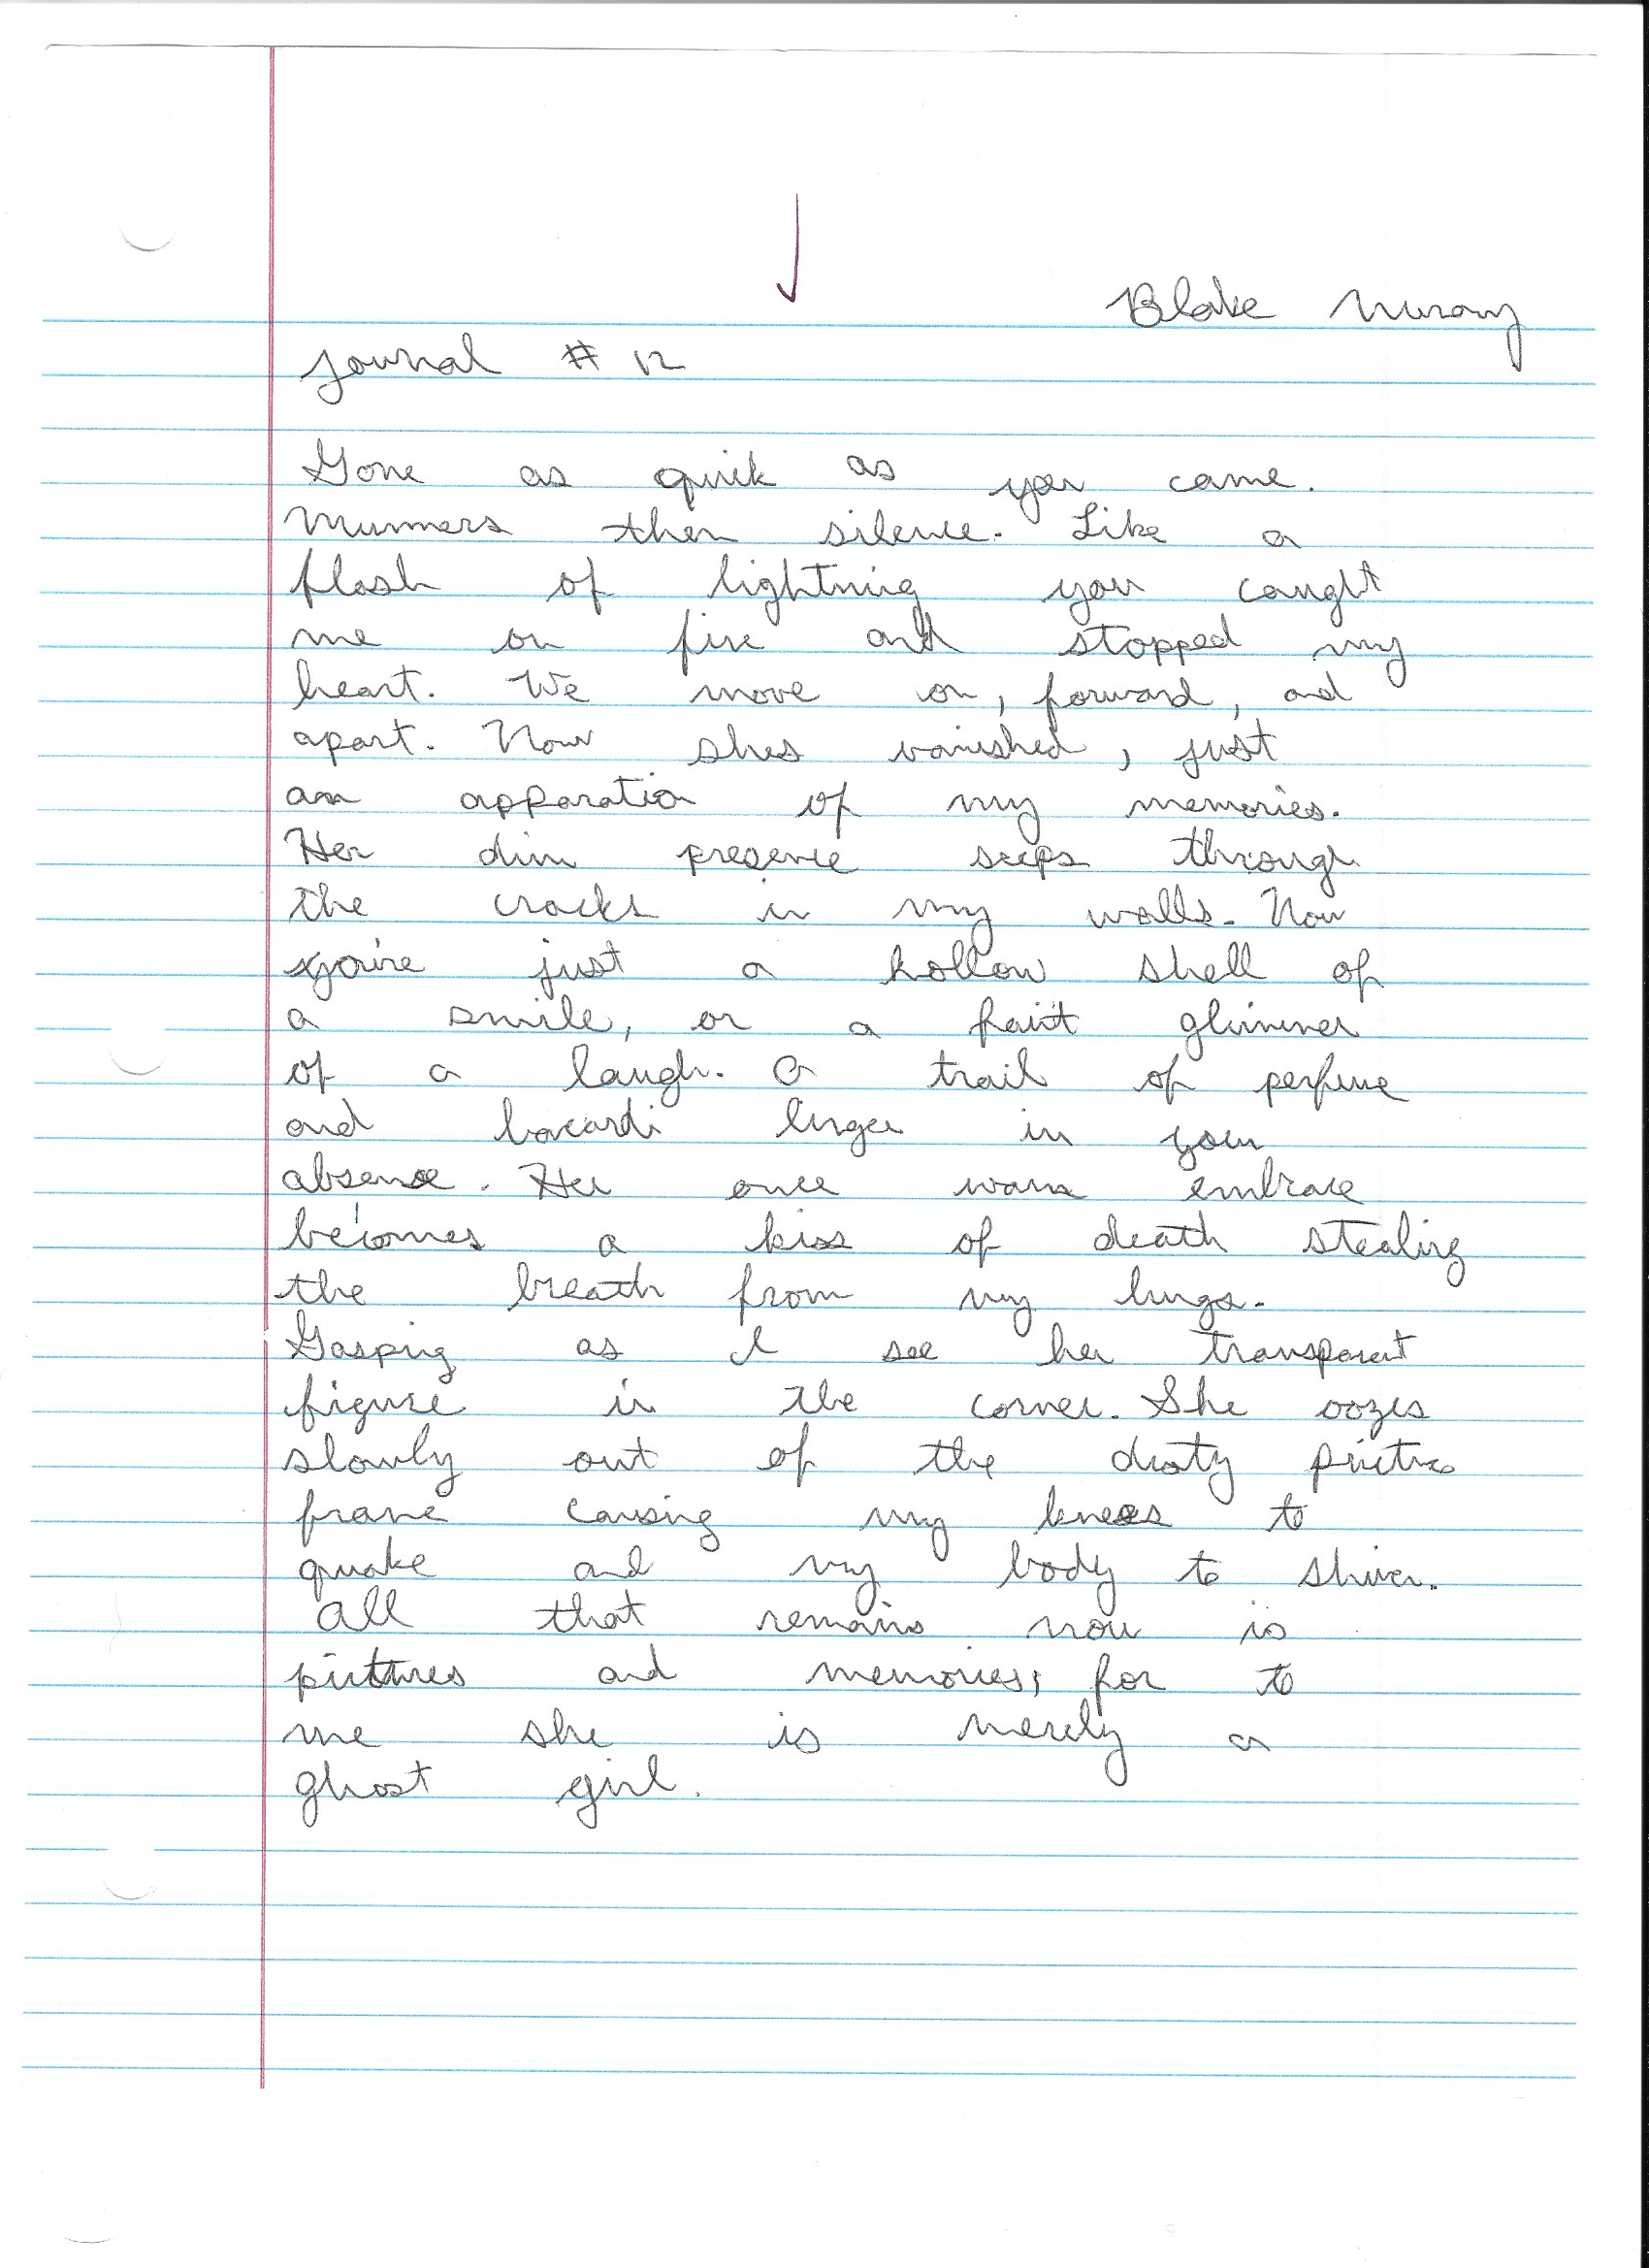 Blake Murray
Journal # 12
Gone as quick as you came.
Murmers then silence. Like a
flash of lightning you caught
me on fire and stopped my
heart. We move on, forward, and
apart. Now shes vanished, just
an apparation of my memories.
Her dim presence seeps through
the cracks in my walls. Now
you're just a hollow shell of
a smile, or a faint glimmer
of a laugh. A trail of perfume
and bacardi linger in your
absense. Her once warm embrace
becomes a kiss of death stealing
the breath from my lungs.
Gasping as I see her transparent
figure in the corner. She oozes
slowly out of the dusty picture
frame causing my knees to
quake and my body to shiver.
All that remains now is
pictures and memories; for to
me she is merely a
ghost girl.